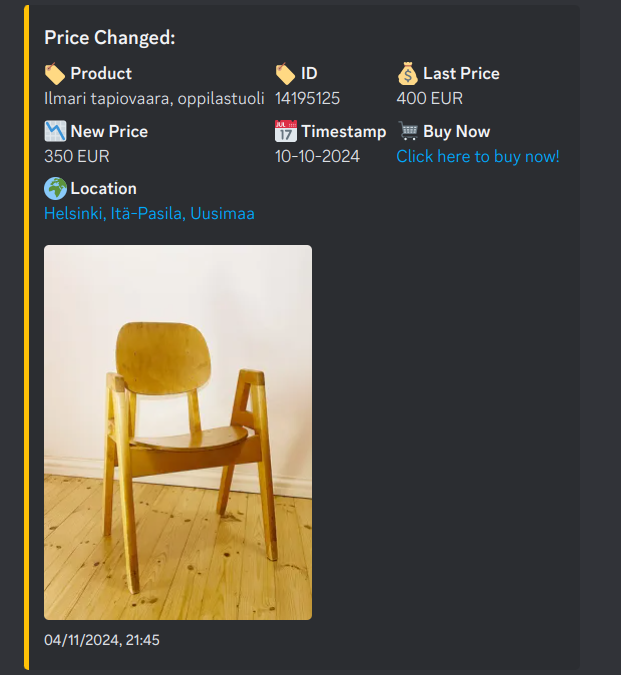 Price Changed:
Product ID Last Price
Ilmari tapiovaara, oppilastuoli 14195125 400 EUR
New Price Timestamp Buy Now
350 EUR 10-10-2024 Click here to buy now!
Location
Helsinki, Itä-Pasila, Uusimaa
04/11/2024, 21:45